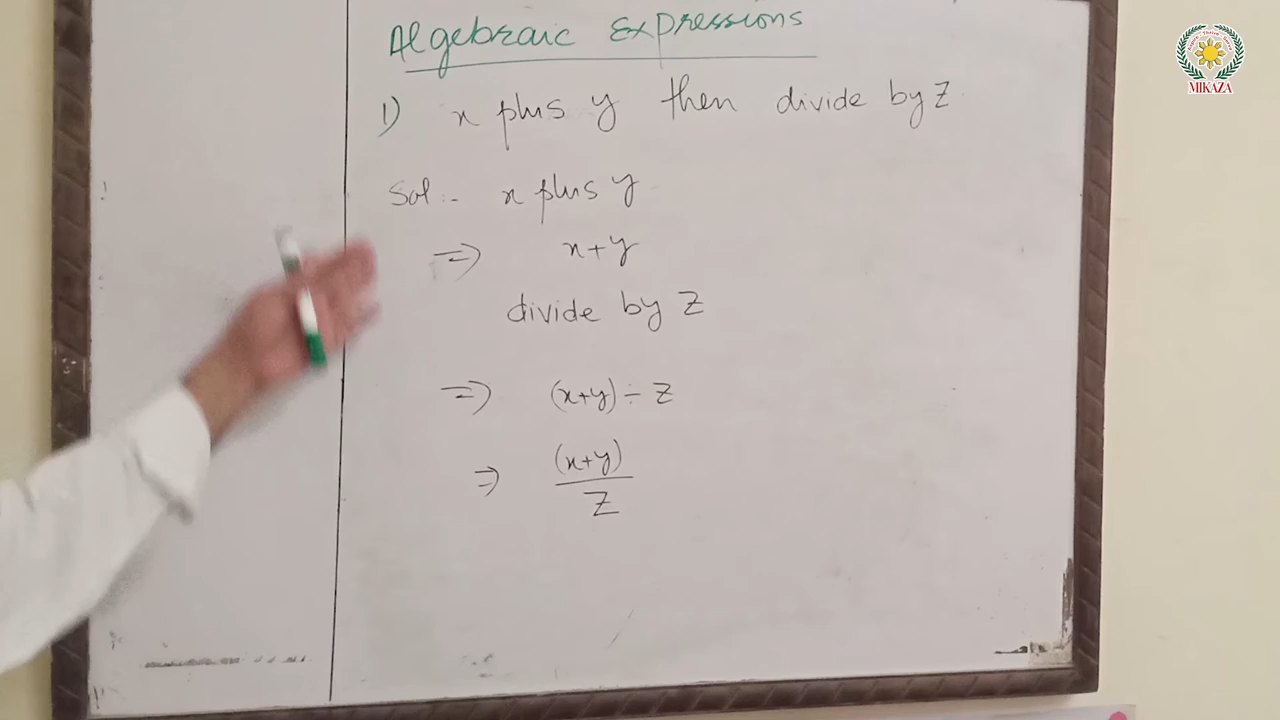 Algebraic Expressions
1) x plus y then divide by z
Sol :- x plus y
⇒ x+y
divide by z
⇒ (x+y) ÷ z
⇒ (x+y)
z
MIKAZA